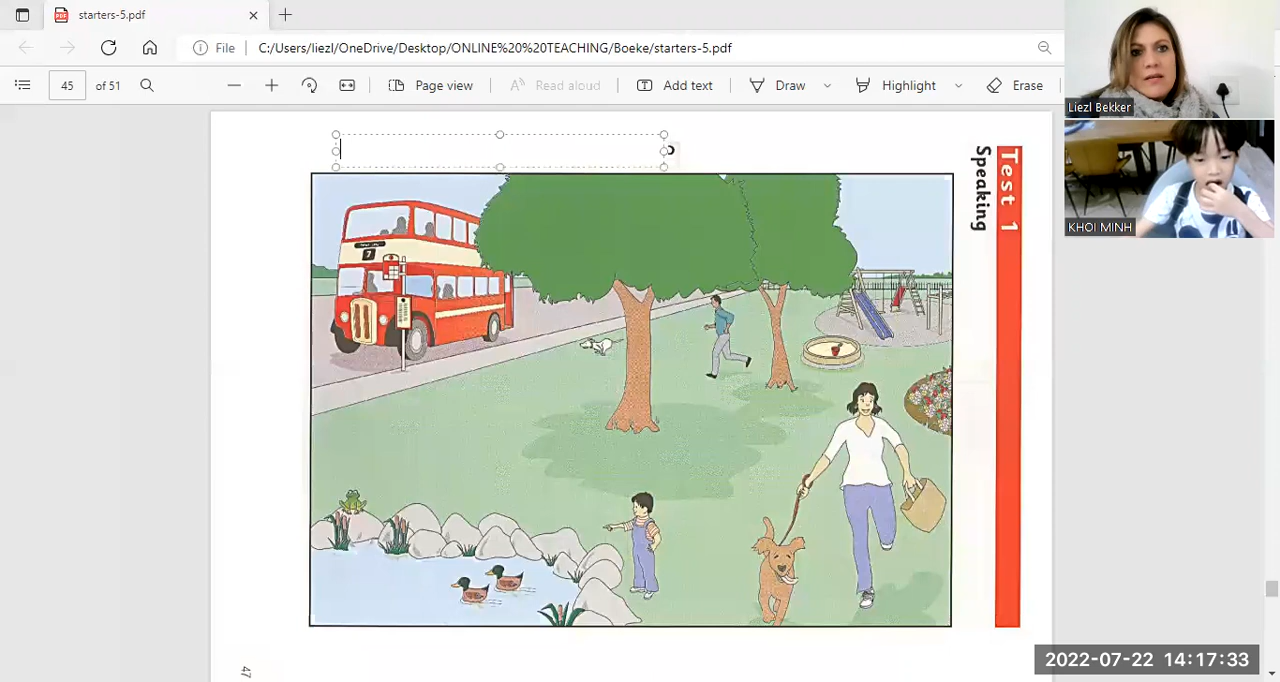 starters-5.pdf
File
C:/Users/liezl/OneDrive/Desktop/ONLINE%20%20TEACHING/Boeke/starters-5.pdf
45 of 51
Page view
Read aloud
Add text
Draw
Highlight
Erase
Liezl Bekker
KHOI MINH
Test 1
Speaking
7
47
2022-07-22 14:17:33